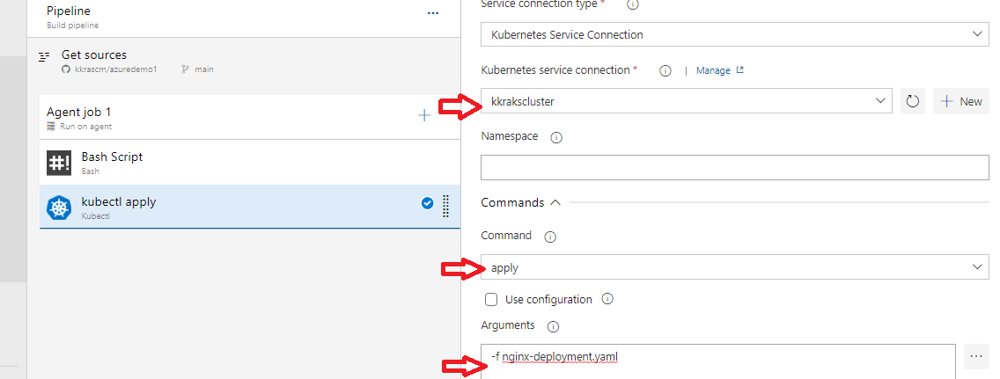 Pipeline
...
Build pipeline
Get sources
kkrascm/azuredemo1 main
Agent job 1
Run on agent
#!
Bash Script
Bash
kubectl apply
Kubectl
Service connection type *
Kubernetes Service Connection
Kubernetes service connection * | Manage
kkrakscluster
New
Namespace
Commands
Command
apply
Use configuration
Arguments
-f nginx-deployment.yaml
...